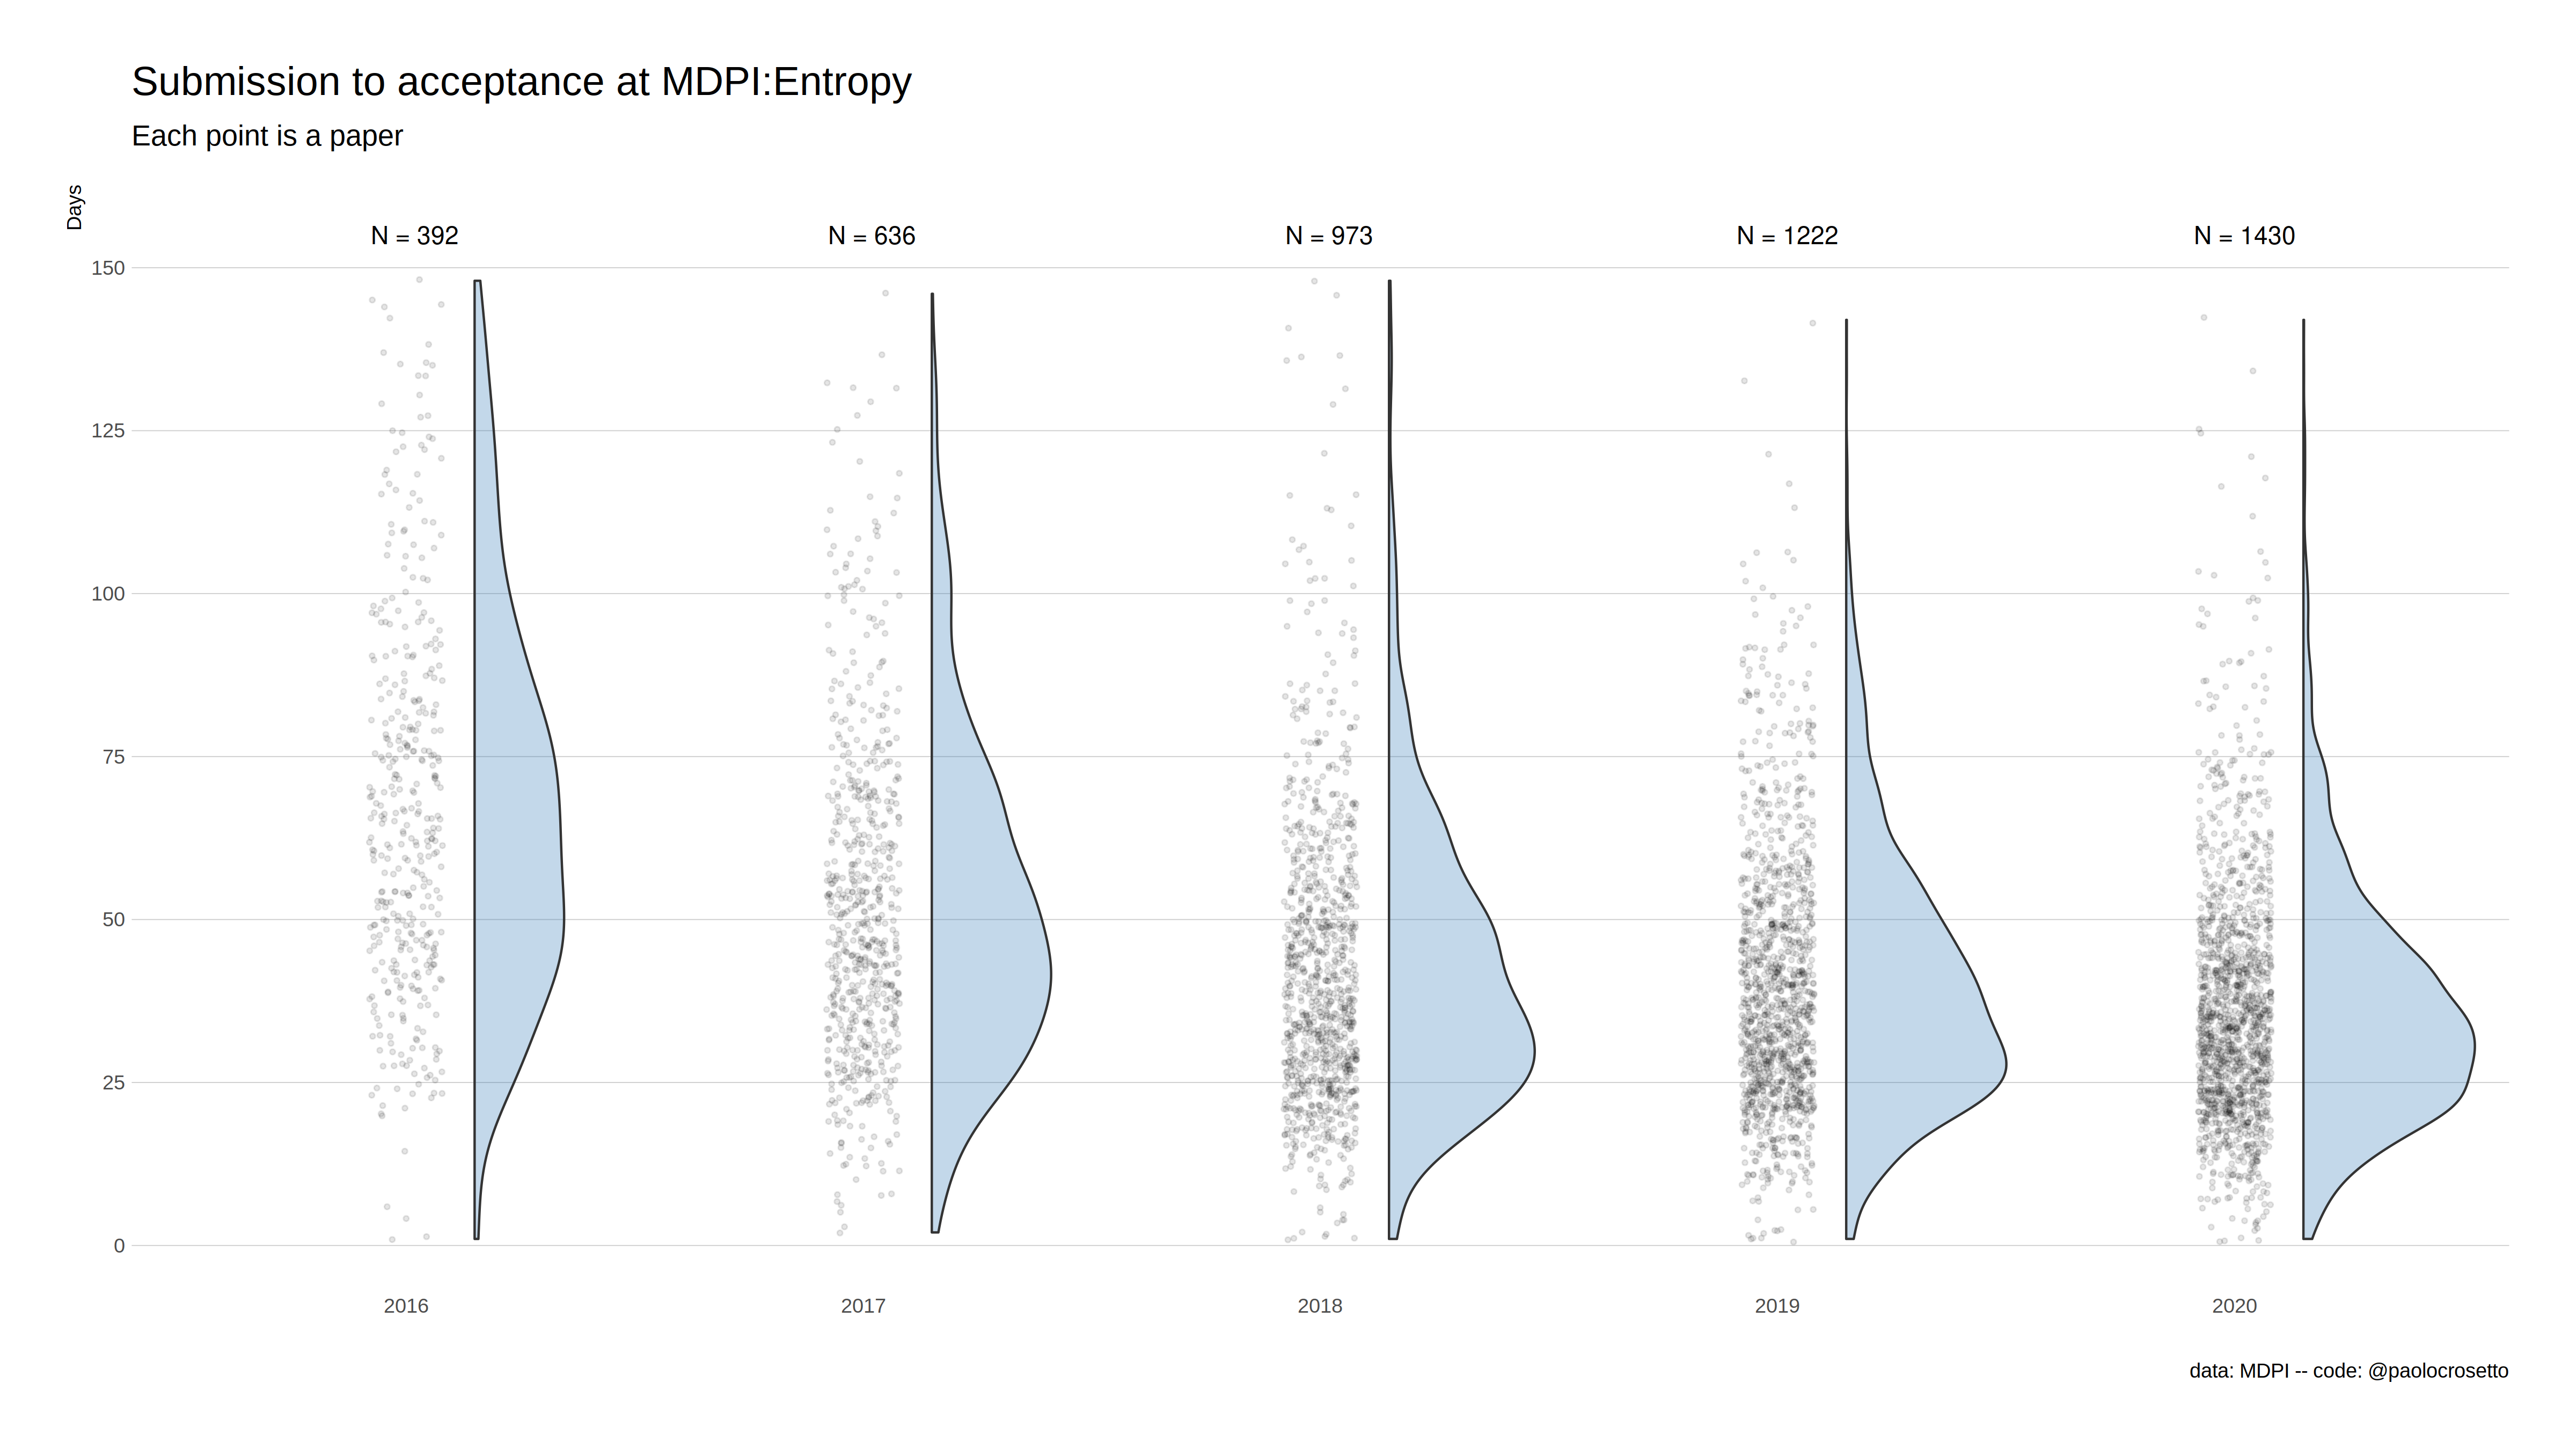 Submission to acceptance at MDPI:Entropy
Each point is a paper
Days
N = 392
N = 636
N = 973
N = 1222
N = 1430
150
125
100
75
50
25
0
2016
2017
2018
2019
2020
data: MDPI -- code: @paolocrosetto